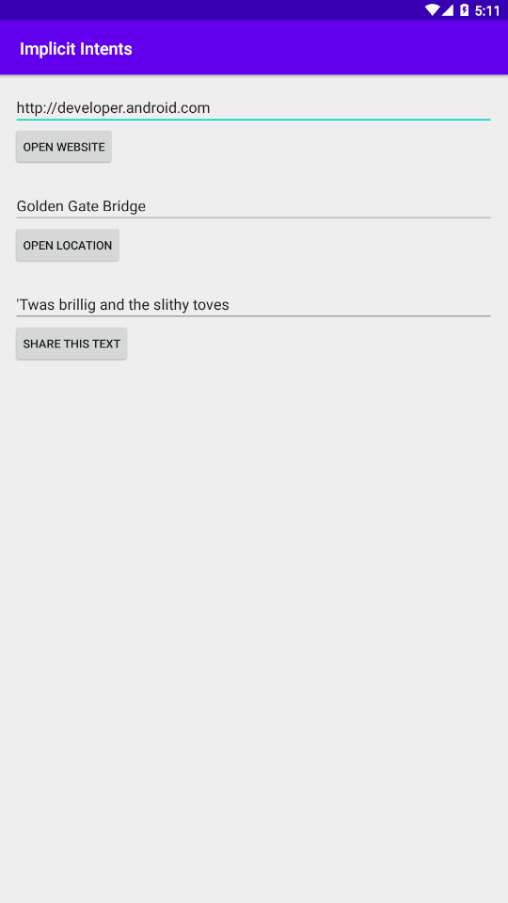 5:11
Implicit Intents
http://developer.android.com
OPEN WEBSITE
Golden Gate Bridge
OPEN LOCATION
'Twas brillig and the slithy toves
SHARE THIS TEXT